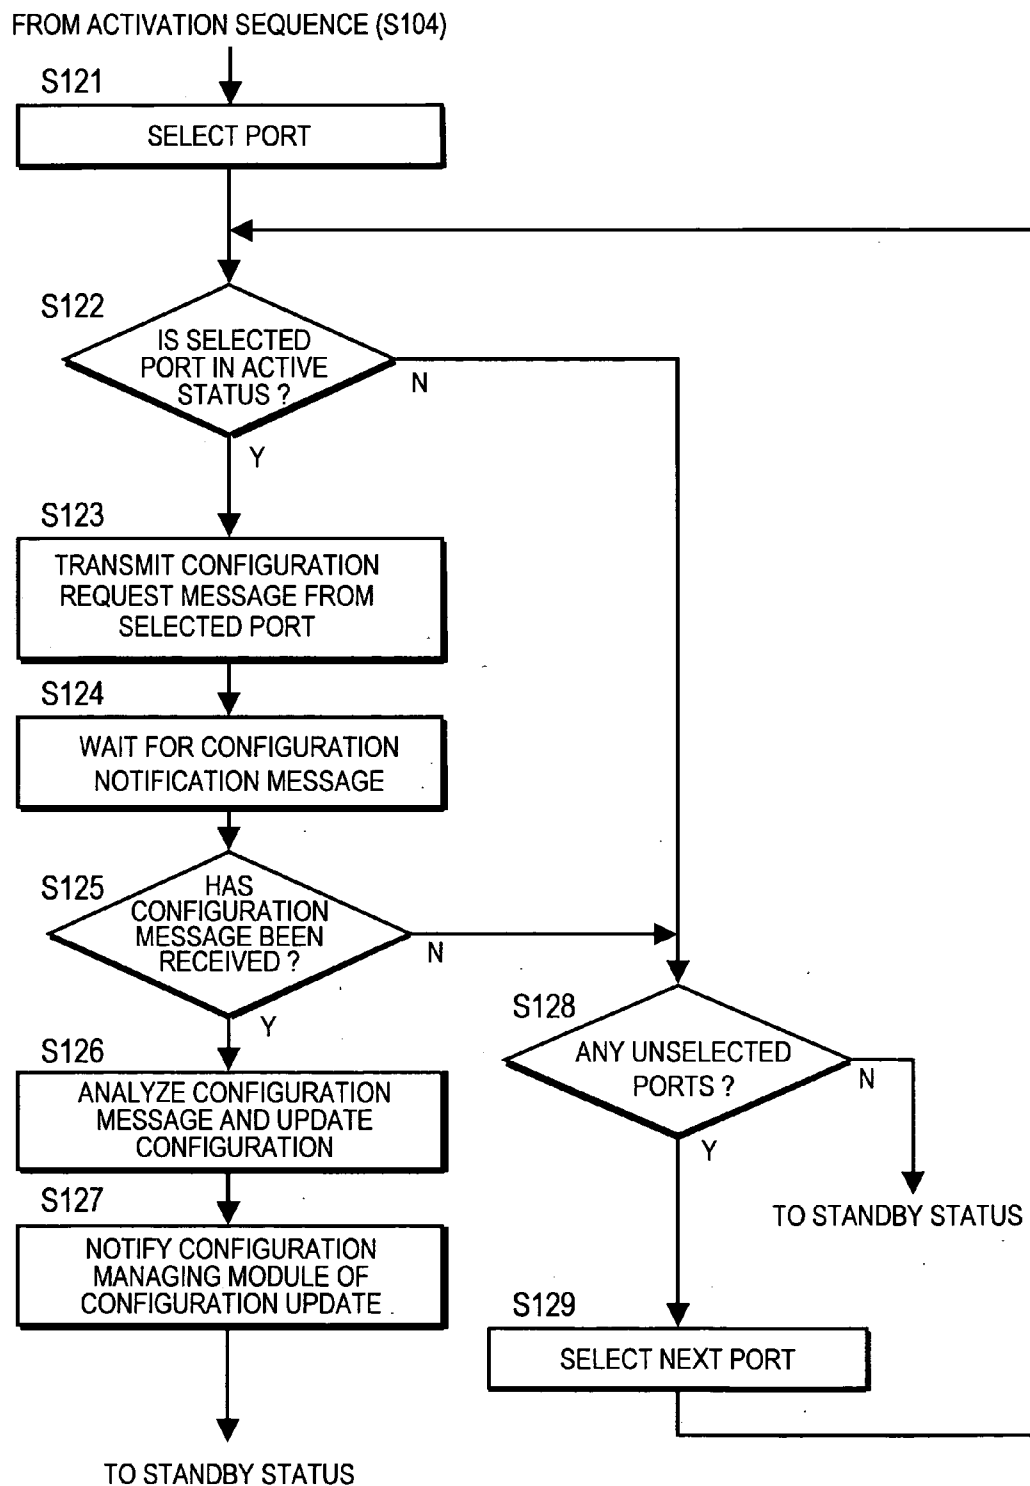 FROM ACTIVATION SEQUENCE (S104)
S121
SELECT PORT
S122
IS SELECTED
PORT IN ACTIVE
STATUS ?
N
Y
S123
TRANSMIT CONFIGURATION
REQUEST MESSAGE FROM
SELECTED PORT
S124
WAIT FOR CONFIGURATION
NOTIFICATION MESSAGE
S125
HAS
CONFIGURATION
MESSAGE BEEN
RECEIVED ?
N
Y
S126
ANALYZE CONFIGURATION
MESSAGE AND UPDATE
CONFIGURATION
S127
NOTIFY CONFIGURATION
MANAGING MODULE OF
CONFIGURATION UPDATE
TO STANDBY STATUS
S128
ANY UNSELECTED
PORTS ?
N
Y
TO STANDBY STATUS
S129
SELECT NEXT PORT